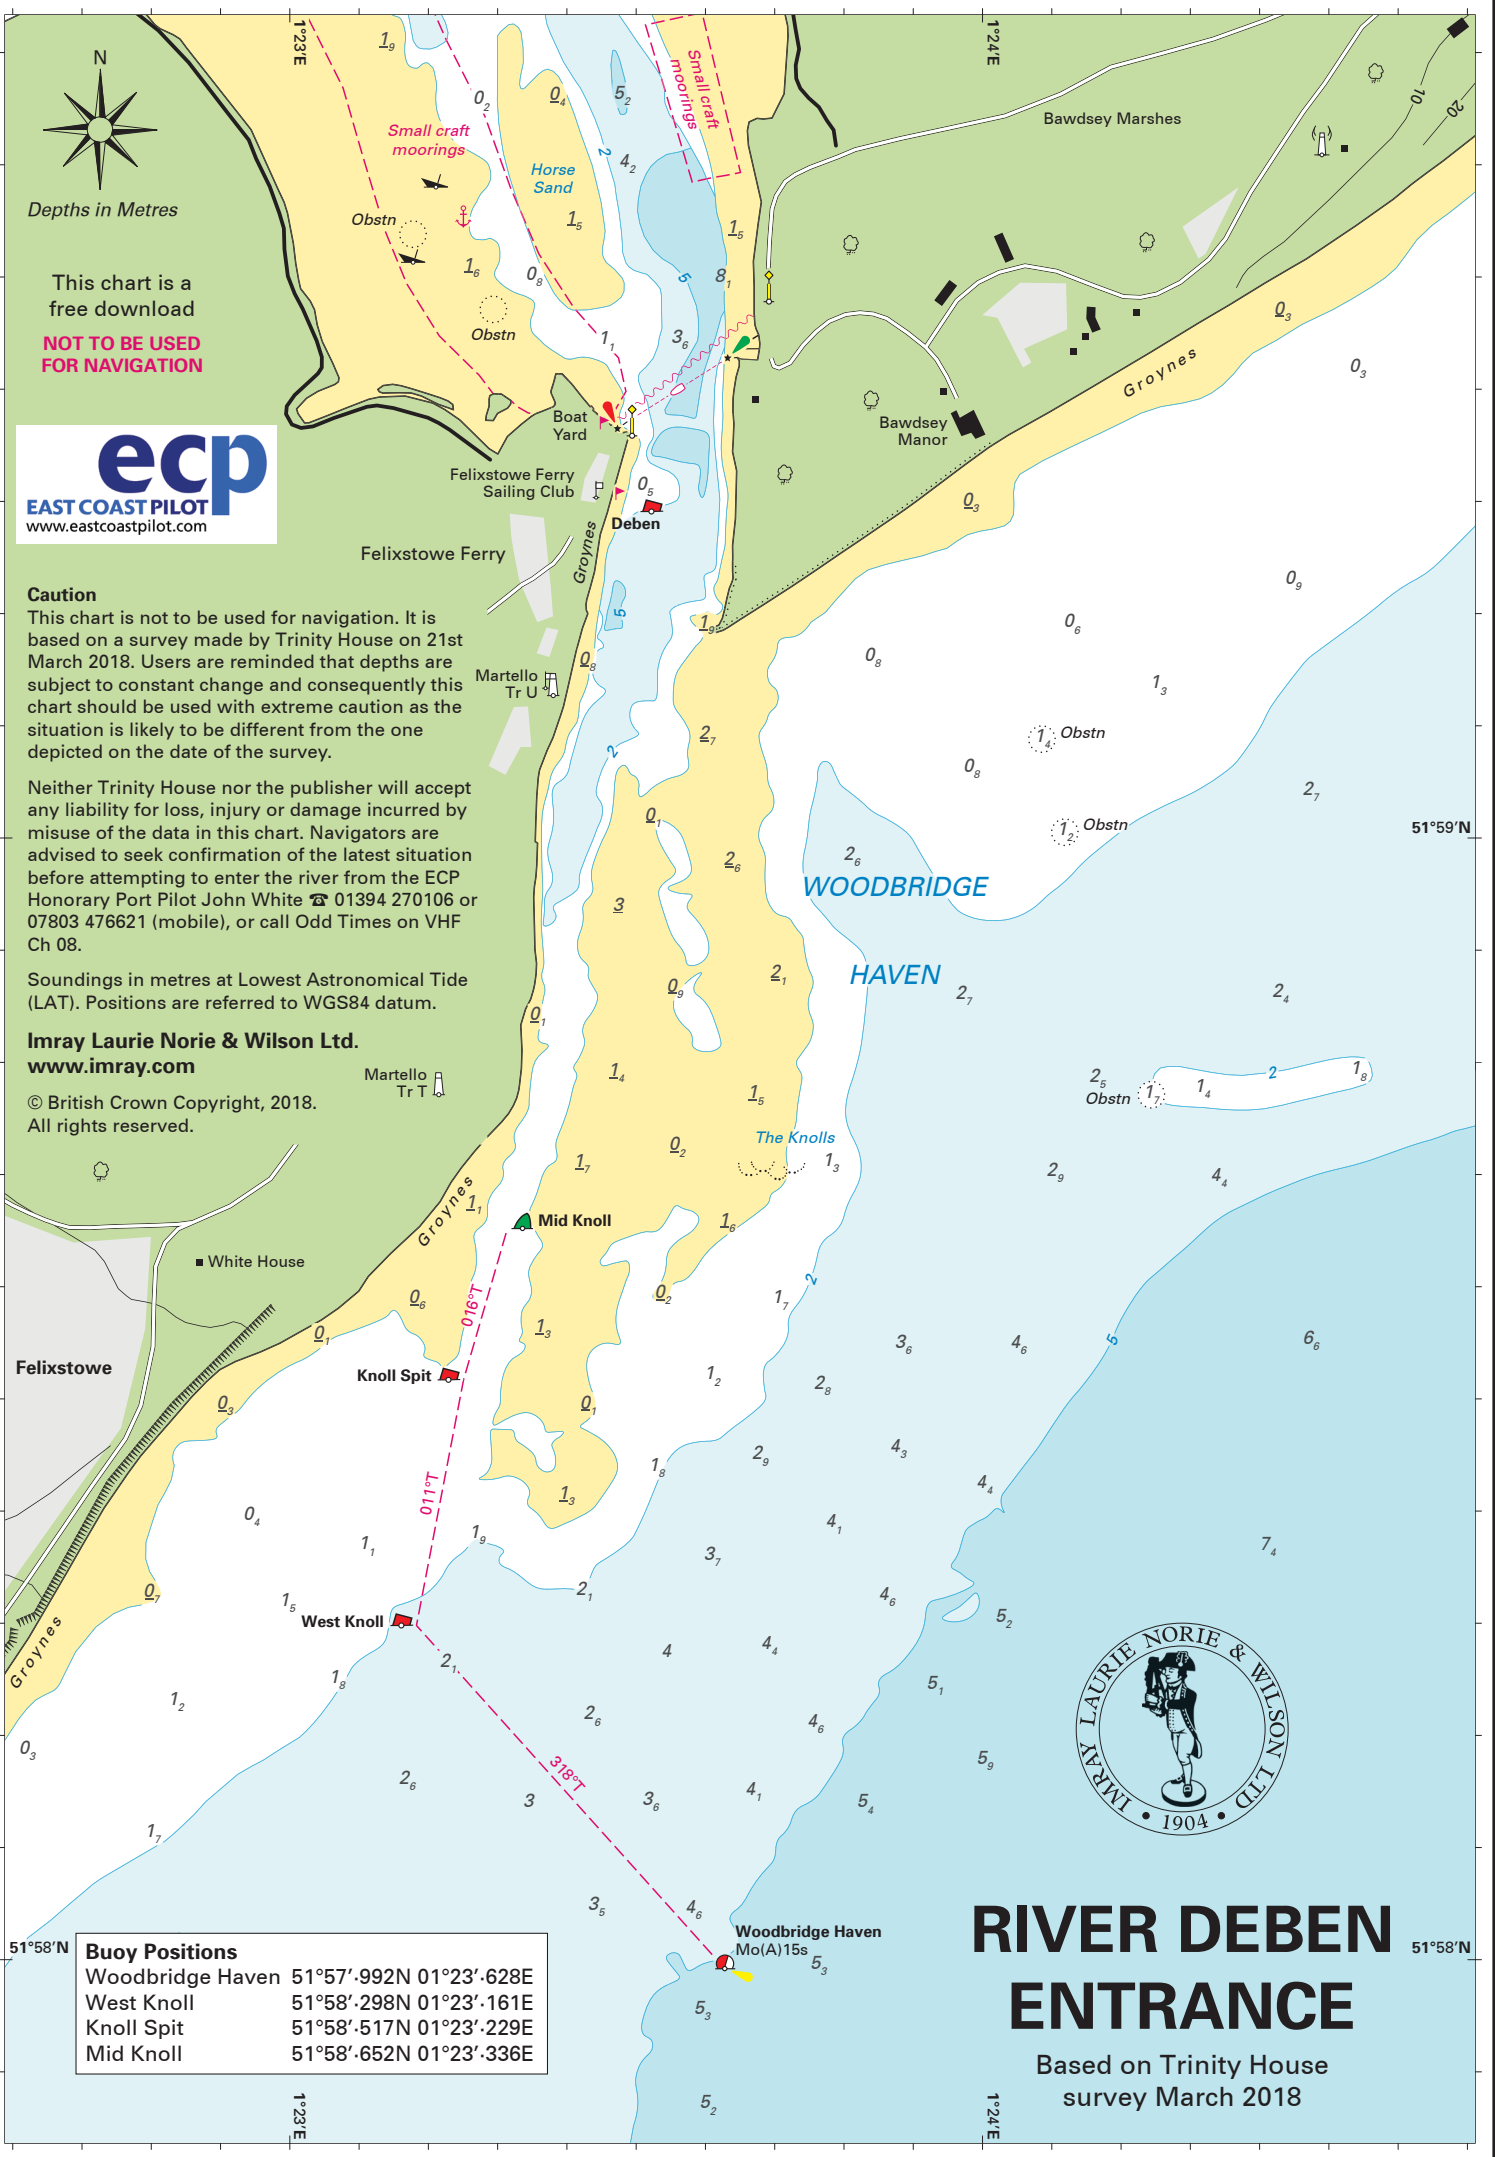 1°23'E
1°24'E
N
Depths in Metres
This chart is a
free download
NOT TO BE USED
FOR NAVIGATION
ecp
EAST COAST PILOT
www.eastcoastpilot.com
Small craft
moorings
Small craft
moorings
Horse
Sand
Obstn
Obstn
Bawdsey Marshes
10
20
Boat
Yard
Felixstowe Ferry
Sailing Club
Deben
Felixstowe Ferry
Groynes
Bawdsey
Manor
Groynes
Martello
Tr U
Caution
This chart is not to be used for navigation. It is
based on a survey made by Trinity House on 21st
March 2018. Users are reminded that depths are
subject to constant change and consequently this
chart should be used with extreme caution as the
situation is likely to be different from the one
depicted on the date of the survey.
Neither Trinity House nor the publisher will accept
any liability for loss, injury or damage incurred by
misuse of the data in this chart. Navigators are
advised to seek confirmation of the latest situation
before attempting to enter the river from the ECP
Honorary Port Pilot John White ☎ 01394 270106 or
07803 476621 (mobile), or call Odd Times on VHF
Ch 08.
Soundings in metres at Lowest Astronomical Tide
(LAT). Positions are referred to WGS84 datum.
Imray Laurie Norie & Wilson Ltd.
www.imray.com
© British Crown Copyright, 2018.
All rights reserved.
Martello
Tr T
Obstn
Obstn
51°59'N
WOODBRIDGE
HAVEN
Obstn
The Knolls
Mid Knoll
Groynes
White House
016°T
Knoll Spit
Felixstowe
011°T
West Knoll
Groynes
318°T
IMRAY LAURIE NORIE & WILSON LTD
• 1904 •
Woodbridge Haven
Mo(A)15s
RIVER DEBEN
ENTRANCE
Based on Trinity House
survey March 2018
51°58'N
51°58'N
Buoy Positions
Woodbridge Haven 51°57'·992N 01°23'·628E
West Knoll 51°58'·298N 01°23'·161E
Knoll Spit 51°58'·517N 01°23'·229E
Mid Knoll 51°58'·652N 01°23'·336E
1°23'E
1°24'E